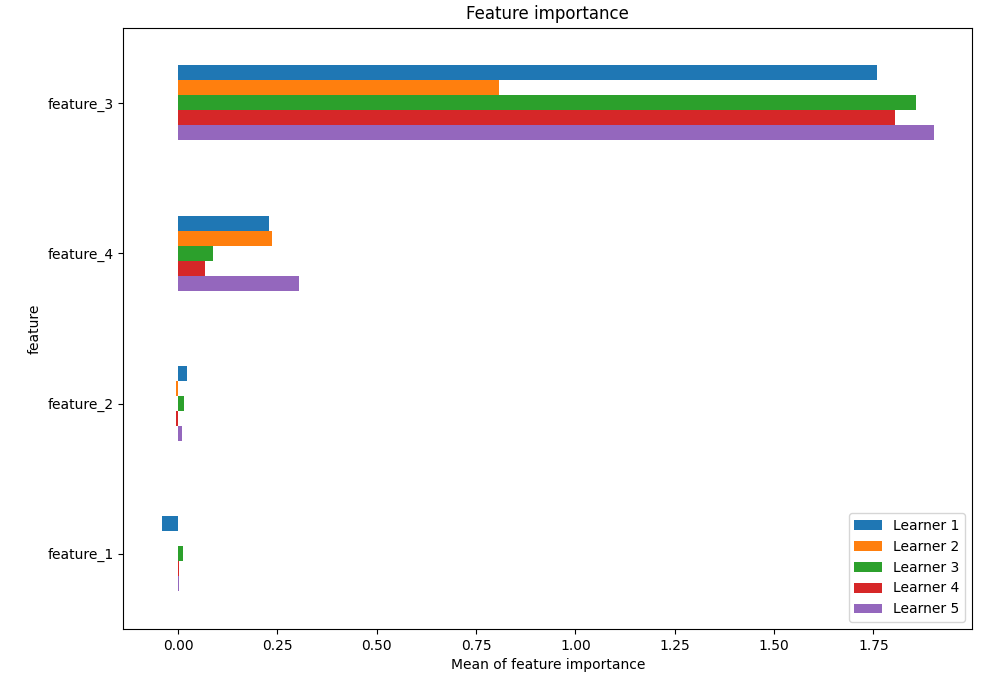 Feature importance
feature_3
feature_4
feature_2
feature_1
feature
0.00 0.25 0.50 0.75 1.00 1.25 1.50 1.75
Mean of feature importance
Learner 1
Learner 2
Learner 3
Learner 4
Learner 5